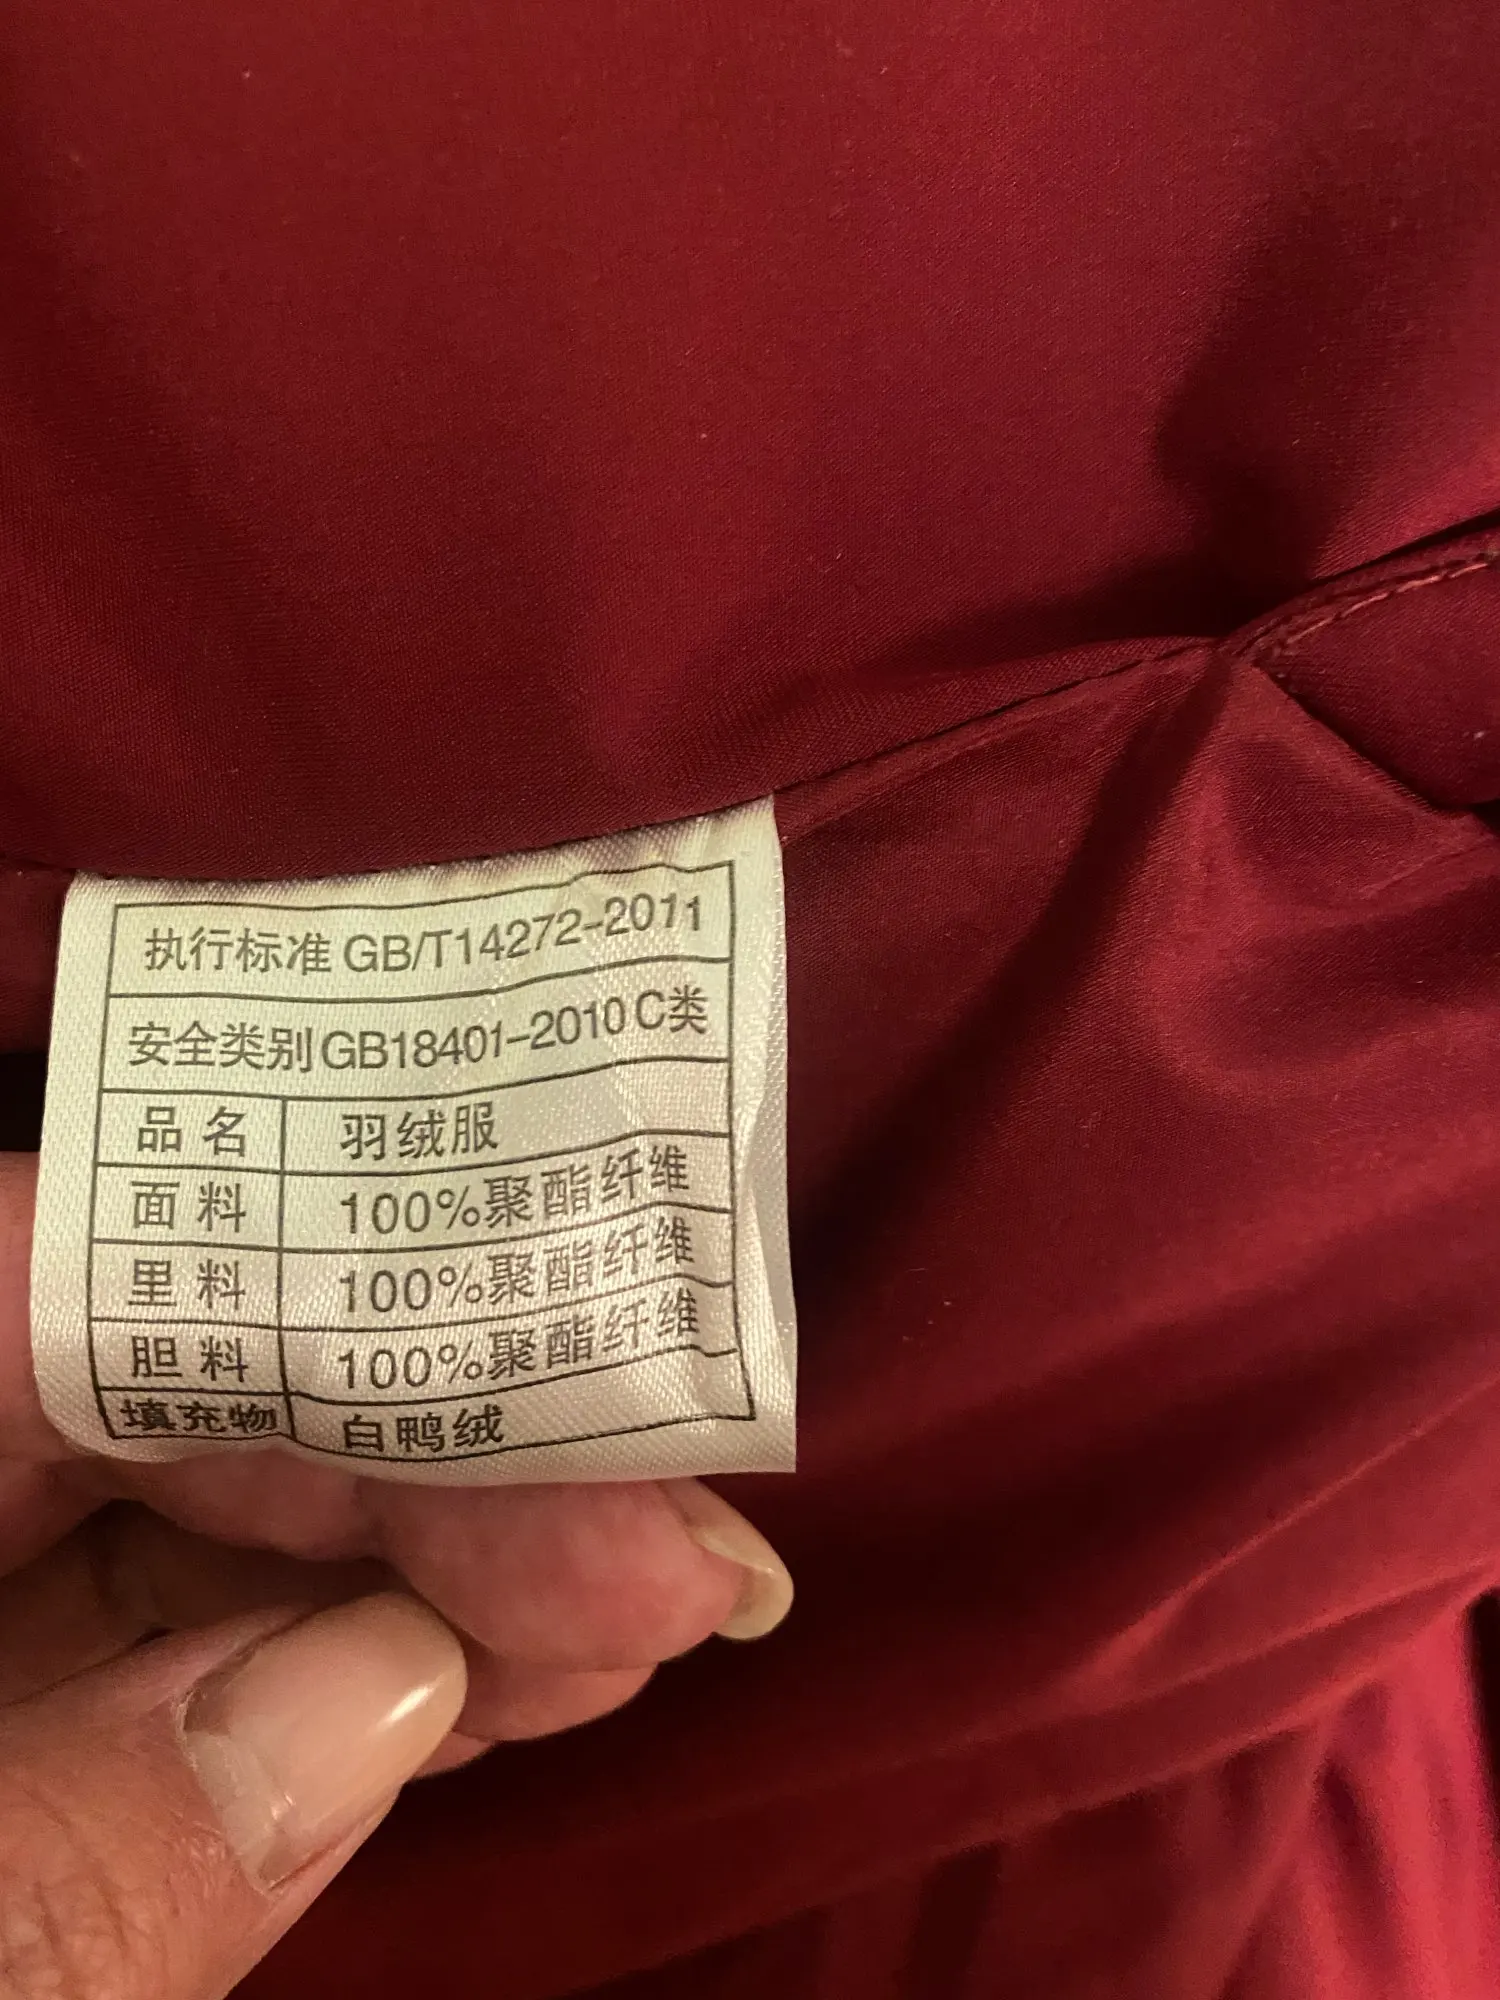 执行标准 GB/T14272-2011
安全类别 GB18401-2010 C类
品名 羽绒服
面料 100%聚酯纤维
里料 100%聚酯纤维
胆料 100%聚酯纤维
填充物 白鸭绒